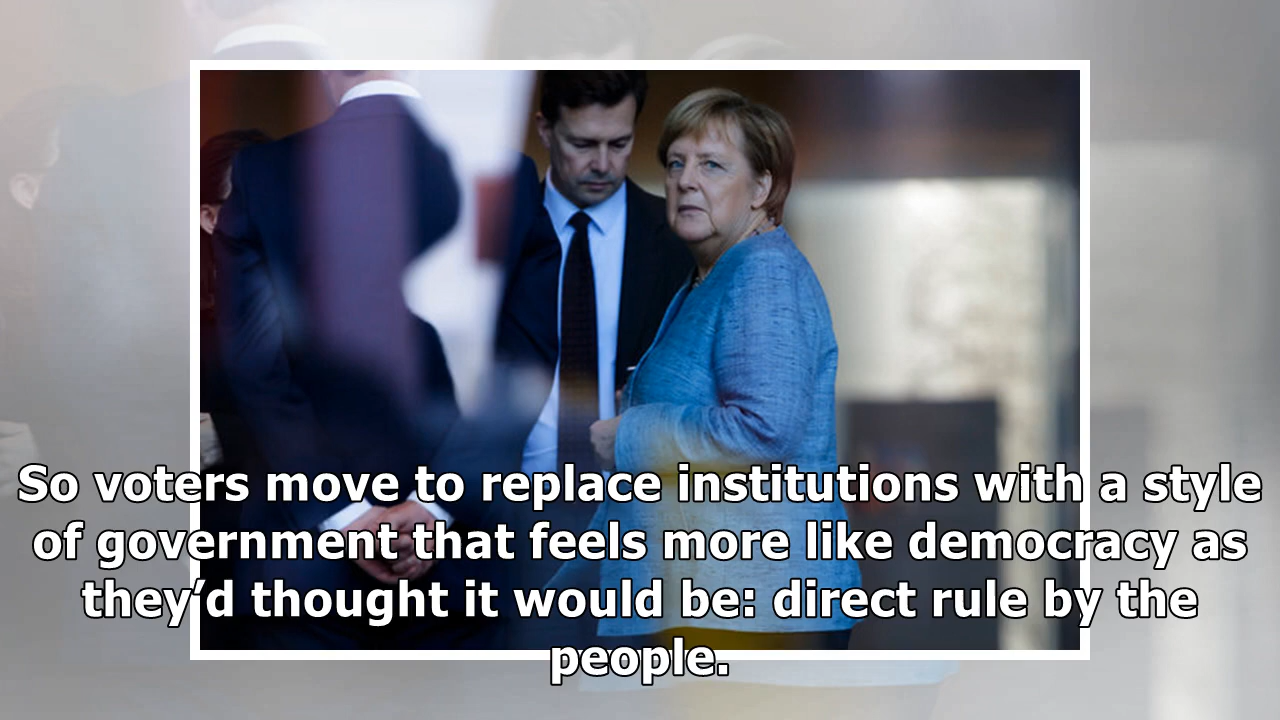 So voters move to replace institutions with a style
of government that feels more like democracy as
they’d thought it would be: direct rule by the
people.